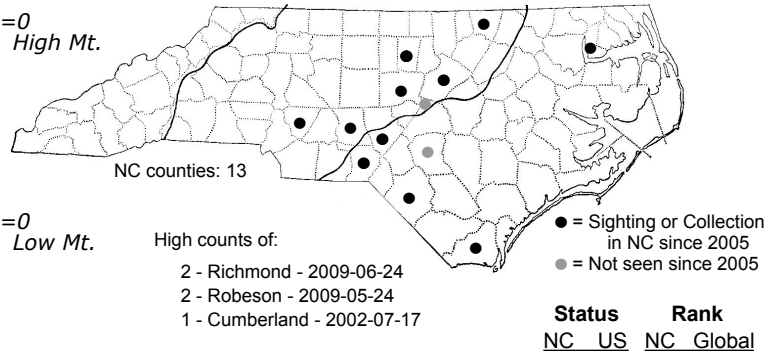 =0
High Mt.
NC counties: 13
=0
Low Mt.
High counts of:
2 - Richmond - 2009-06-24
2 - Robeson - 2009-05-24
1 - Cumberland - 2002-07-17
= Sighting or Collection
in NC since 2005
= Not seen since 2005
Status Rank
NC US NC Global